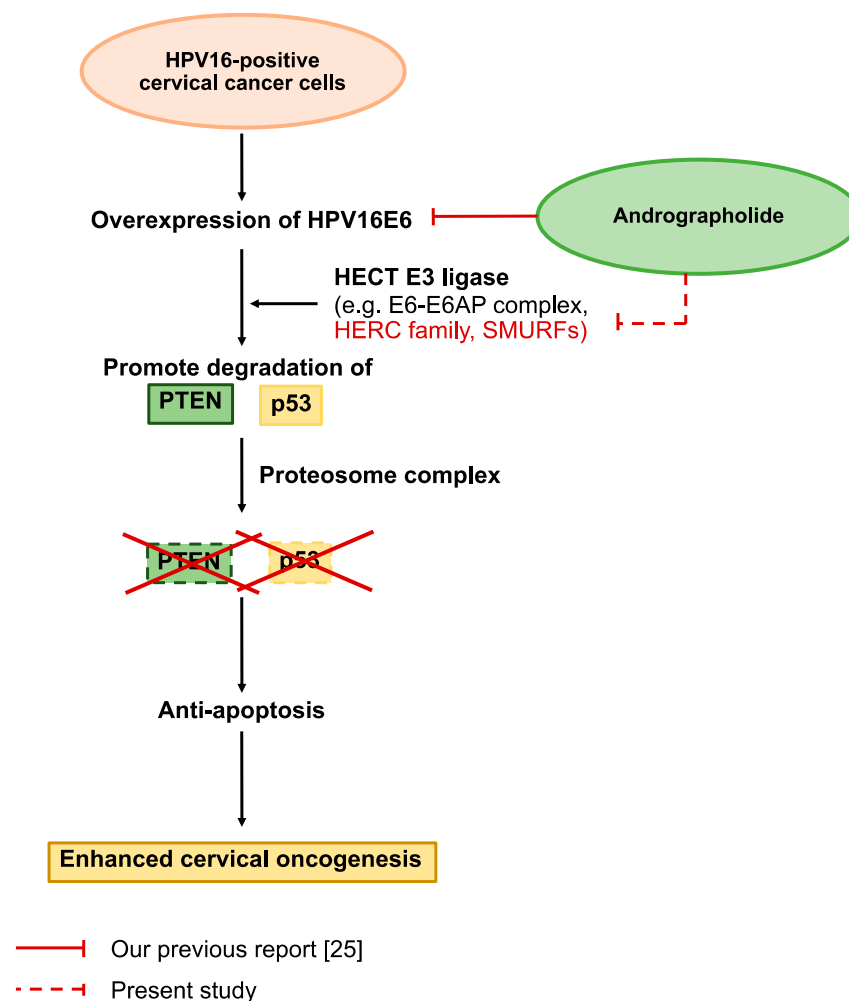 HPV16-positive
cervical cancer cells
Overexpression of HPV16E6
Andrographolide
HECT E3 ligase
(e.g. E6-E6AP complex,
HERC family, SMURFs)
Promote degradation of
PTEN p53
Proteosome complex
PTEN p53
Anti-apoptosis
Enhanced cervical oncogenesis
Our previous report [25]
Present study